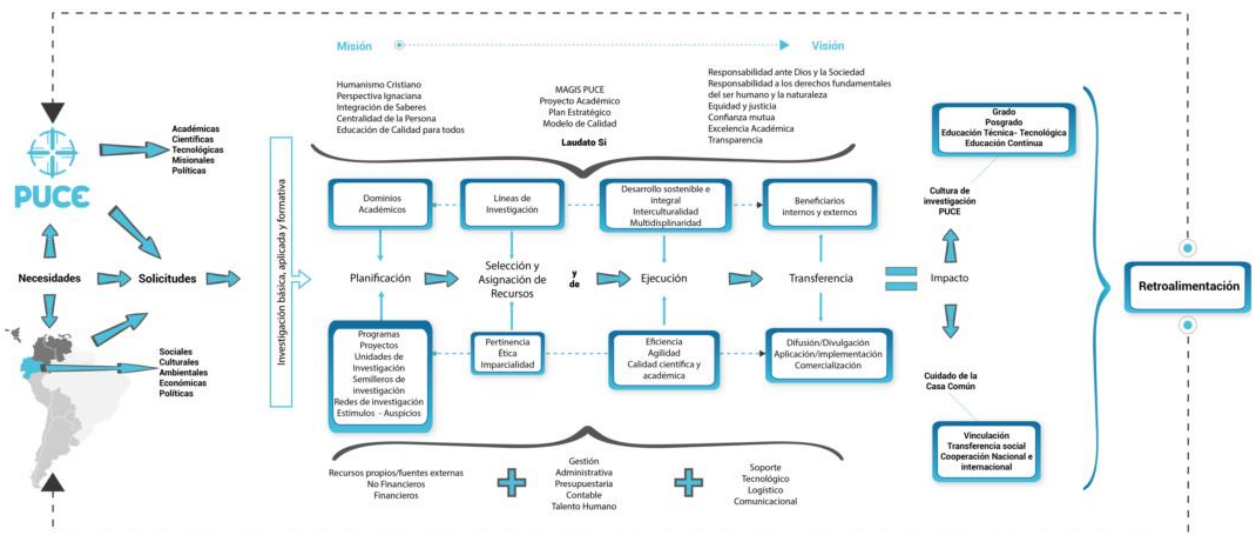 Misión
Visión
Humanismo Cristiano
Perspectiva Ignaciana
Integración de Saberes
Centralidad de la Persona
Educación de Calidad para todos
MAGIS PUCE
Proyecto Académico
Plan Estratégico
Modelo de Calidad
Laudato Si
Responsabilidad ante Dios y la Sociedad
Responsabilidad a los derechos fundamentales
del ser humano y la naturaleza
Equidad y justicia
Confianza mutua
Excelencia Académica
Transparencia
PUCE
Académicas
Científicas
Tecnológicas
Misionales
Políticas
Necesidades
Solicitudes
Sociales
Culturales
Ambientales
Económicas
Políticas
Investigación básica, aplicada y formativa
Dominios
Académicos
Líneas de
Investigación
Desarrollo sostenible e
integral
Interculturalidad
Multidisplinaridad
Beneficiarios
internos y externos
Planificación
Selección y
Asignación de
Recursos
y
de
Ejecución
Transferencia
Impacto
Programas
Proyectos
Unidades de
Investigación
Semilleros de
investigación
Redes de investigación
Estímulos - Auspicios
Pertinencia
Ética
Imparcialidad
Eficiencia
Agilidad
Calidad científica y
académica
Difusión/Divulgación
Aplicación/implementación
Comercialización
Recursos propios/fuentes externas
No Financieros
Financieros
Gestión
Administrativa
Presupuestaria
Contable
Talento Humano
Soporte
Tecnológico
Logístico
Comunicacional
Grado
Posgrado
Educación Técnica- Tecnológica
Educación Continua
Cultura de
investigación
PUCE
Cuidado de la
Casa Común
Vinculación
Transferencia social
Cooperación Nacional e
internacional
Retroalimentación